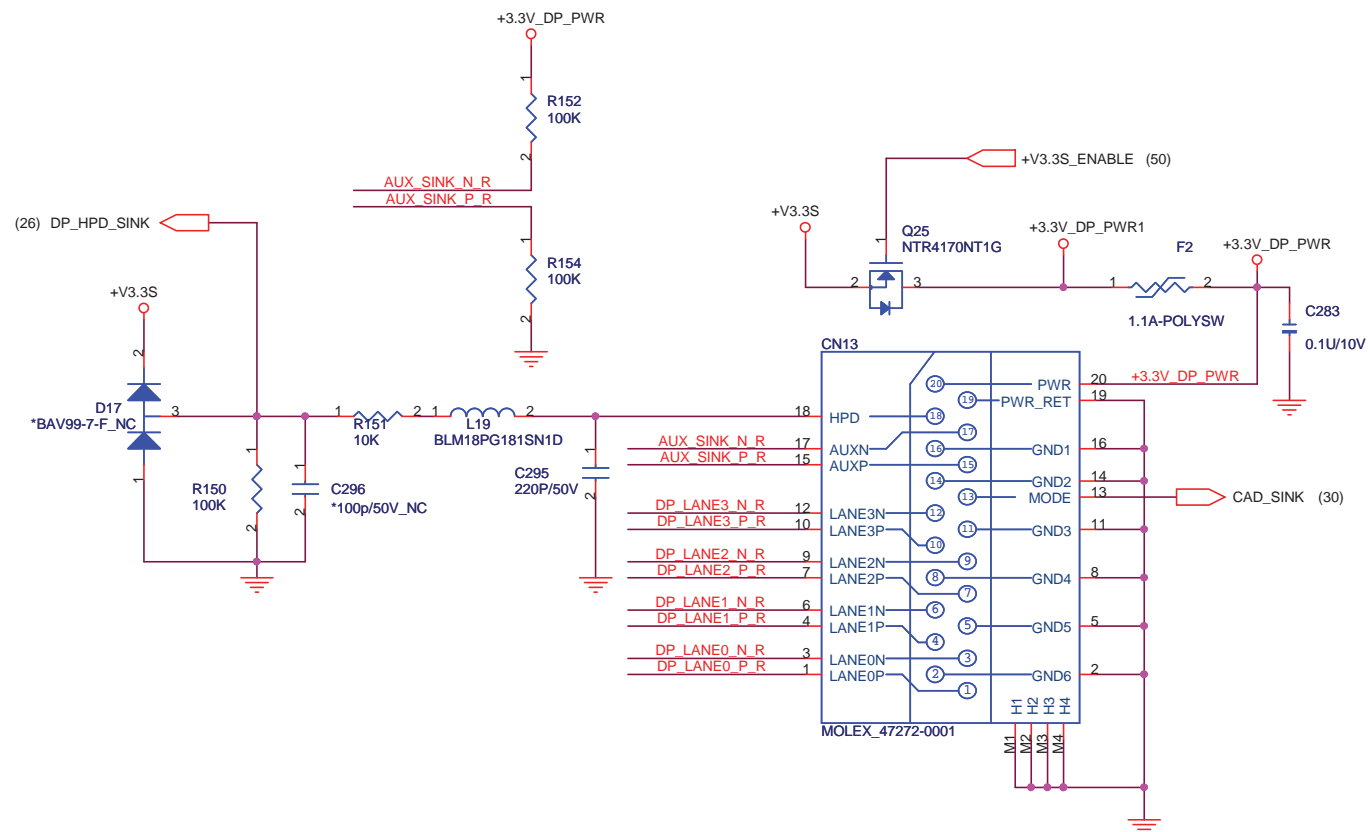 +3.3V_DP_PWR
1
R152
100K
2
AUX_SINK_N_R
AUX_SINK_P_R
1
R154
100K
2
(26) DP_HPD_SINK
+V3.3S
2
D17
*BAV99-7-F_NC
3
1
1
R150
100K
2
1
C296
*100p/50V_NC
2
1
R151
10K
2
1
L19
BLM18PG181SN1D
2
1
C295
220P/50V
2
+V3.3S_ENABLE (50)
+V3.3S
1
Q25
NTR4170NT1G
2
3
+3.3V_DP_PWR1
1
F2
2
1.1A-POLYSW
+3.3V_DP_PWR
C283
0.1U/10V
CN13
20 PWR 20 +3.3V_DP_PWR
19 PWR_RET 19
18 HPD 18
AUX_SINK_N_R 17 AUXN 17
16 GND1 16
AUX_SINK_P_R 15 AUXP 15
14 GND2 14
13 MODE 13 CAD_SINK (30)
DP_LANE3_N_R 12 LANE3N 12
DP_LANE3_P_R 10 LANE3P 11 GND3 11
10
DP_LANE2_N_R 9 LANE2N 9
DP_LANE2_P_R 7 LANE2P 8 GND4 8
7
DP_LANE1_N_R 6 LANE1N 6
DP_LANE1_P_R 4 LANE1P 5 GND5 5
4
DP_LANE0_N_R 3 LANE0N 3
DP_LANE0_P_R 1 LANE0P 2 GND6 2
1
H1 H2 H3 H4
MOLEX_47272-0001
M1 M2 M3 M4